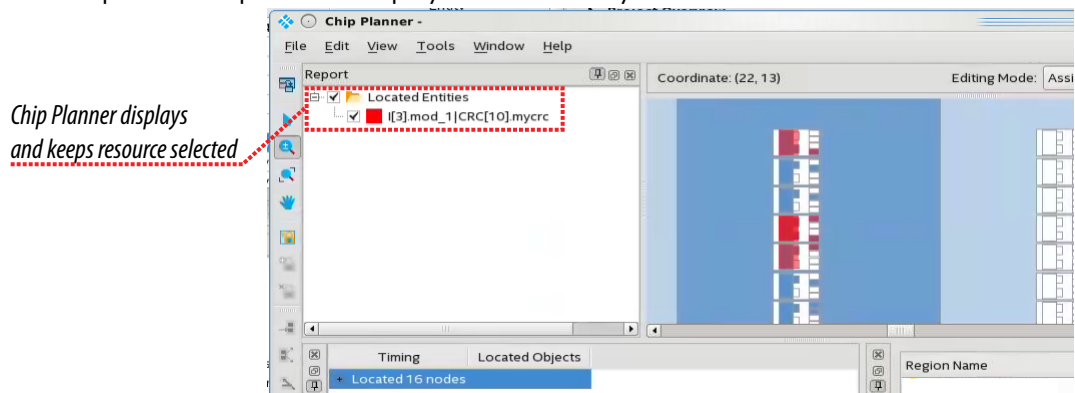 Chip Planner -
File Edit View Tools Window Help
Report
Coordinate: (22, 13)
Editing Mode: Assi
Located Entities
I[3].mod_1|CRC[10].mycrc
Chip Planner displays
and keeps resource selected
Timing Located Objects
Region Name
+ Located 16 nodes